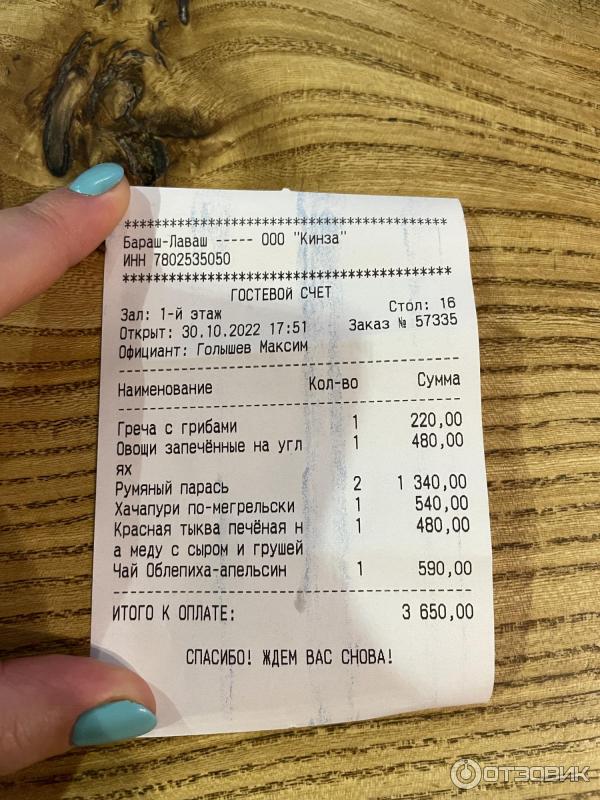 *******************************************
Бараш-Лаваш ----- ООО "Кинза"
ИНН 7802535050
*******************************************
ГОСТЕВОЙ СЧЕТ
Зал: 1-й этаж Стол: 16
Открыт: 30.10.2022 17:51 Заказ № 57335
Официант: Голышев Максим
-------------------------------------------
Наименование Кол-во Сумма
-------------------------------------------
Греча с грибами 1 220,00
Овощи запечённые на угл 1 480,00
ях
Румяный парась 2 1 340,00
Хачапури по-мегрельски 1 540,00
Красная тыква печёная н 1 480,00
а меду с сыром и грушей
Чай Облепиха-апельсин 1 590,00
-------------------------------------------
ИТОГО К ОПЛАТЕ: 3 650,00
СПАСИБО! ЖДЕМ ВАС СНОВА!
ОТЗОВИК